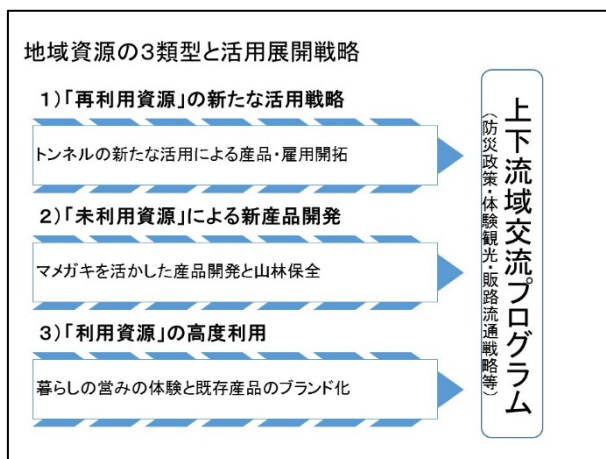 地域資源の3類型と活用展開戦略
1)「再利用資源」の新たな活用戦略
トンネルの新たな活用による産品・雇用開拓
2)「未利用資源」による新産品開発
マメガキを活かした産品開発と山林保全
3)「利用資源」の高度利用
暮らしの営みの体験と既存産品のブランド化
上下流域交流プログラム
(防災政策・体験観光・販路流通戦略等)